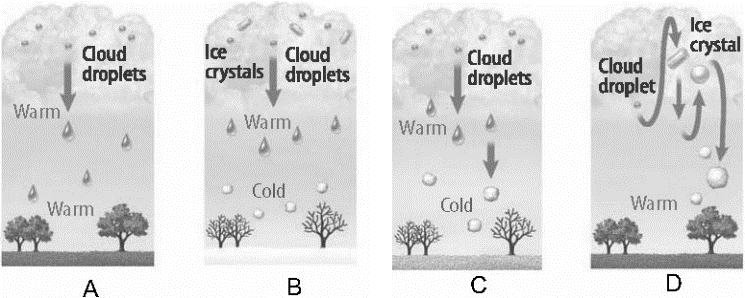 Cloud
droplets
Warm
Warm
A
Ice
crystals
Cloud
droplets
Warm
Cold
B
Cloud
droplets
Warm
Cold
C
Ice
crystal
Cloud
droplet
Warm
D